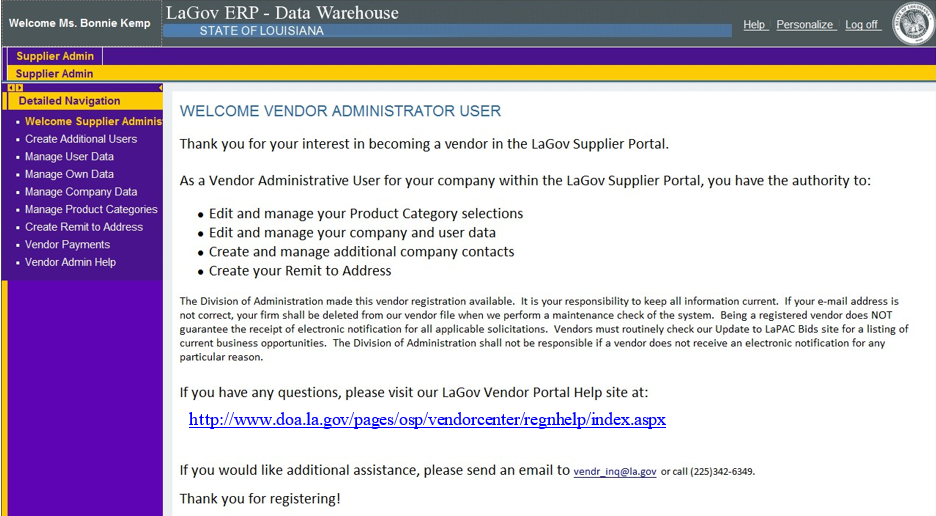 Welcome Ms. Bonnie Kemp
LaGov ERP - Data Warehouse
STATE OF LOUISIANA
Help
Personalize
Log off
Supplier Admin
Supplier Admin
Detailed Navigation
Welcome Supplier Adminis
Create Additional Users
Manage User Data
Manage Own Data
Manage Company Data
Manage Product Categories
Create Remit to Address
Vendor Payments
Vendor Admin Help
WELCOME VENDOR ADMINISTRATOR USER
Thank you for your interest in becoming a vendor in the LaGov Supplier Portal.
As a Vendor Administrative User for your company within the LaGov Supplier Portal, you have the authority to:
• Edit and manage your Product Category selections
• Edit and manage your company and user data
• Create and manage additional company contacts
• Create your Remit to Address
The Division of Administration made this vendor registration available. It is your responsibility to keep all information current. If your e-mail address is
not correct, your firm shall be deleted from our vendor file when we perform a maintenance check of the system. Being a registered vendor does NOT
guarantee the receipt of electronic notification for all applicable solicitations. Vendors must routinely check our Update to LaPAC Bids site for a listing of
current business opportunities. The Division of Administration shall not be responsible if a vendor does not receive an electronic notification for any
particular reason.
If you have any questions, please visit our LaGov Vendor Portal Help site at:
http://www.doa.la.gov/pages/osp/vendorcenter/regnhelp/index.aspx
If you would like additional assistance, please send an email to vendr_inq@la.gov or call (225)342-6349.
Thank you for registering!